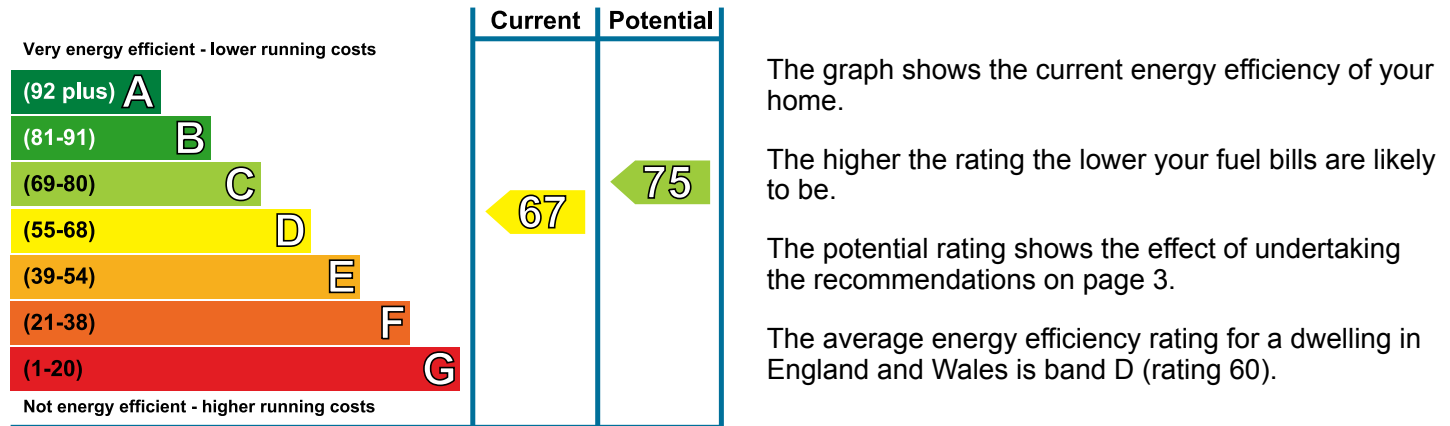 Current Potential
Very energy efficient - lower running costs
(92 plus) A
(81-91) B
(69-80) C
(55-68) D
(39-54) E
(21-38) F
(1-20) G
Not energy efficient - higher running costs
67
75
The graph shows the current energy efficiency of your
home.
The higher the rating the lower your fuel bills are likely
to be.
The potential rating shows the effect of undertaking
the recommendations on page 3.
The average energy efficiency rating for a dwelling in
England and Wales is band D (rating 60).